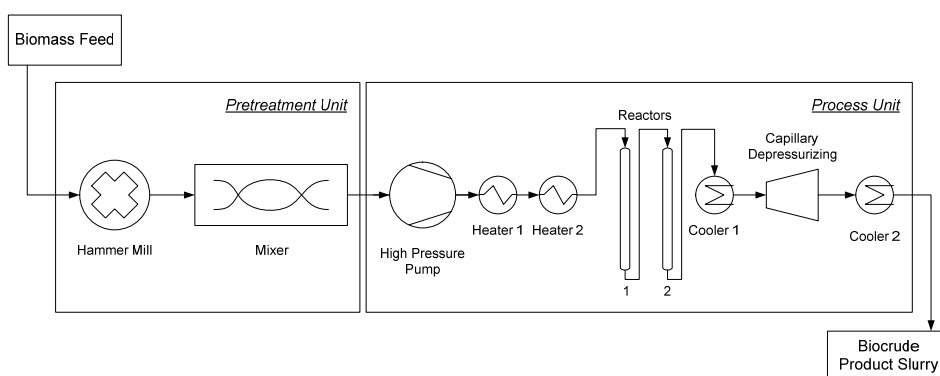 Biomass Feed
Pretreatment Unit
Process Unit
Reactors
Capillary
Depressurizing
Hammer Mill
Mixer
High Pressure
Pump
Heater 1
Heater 2
1
2
Cooler 1
Cooler 2
Biocrude
Product Slurry